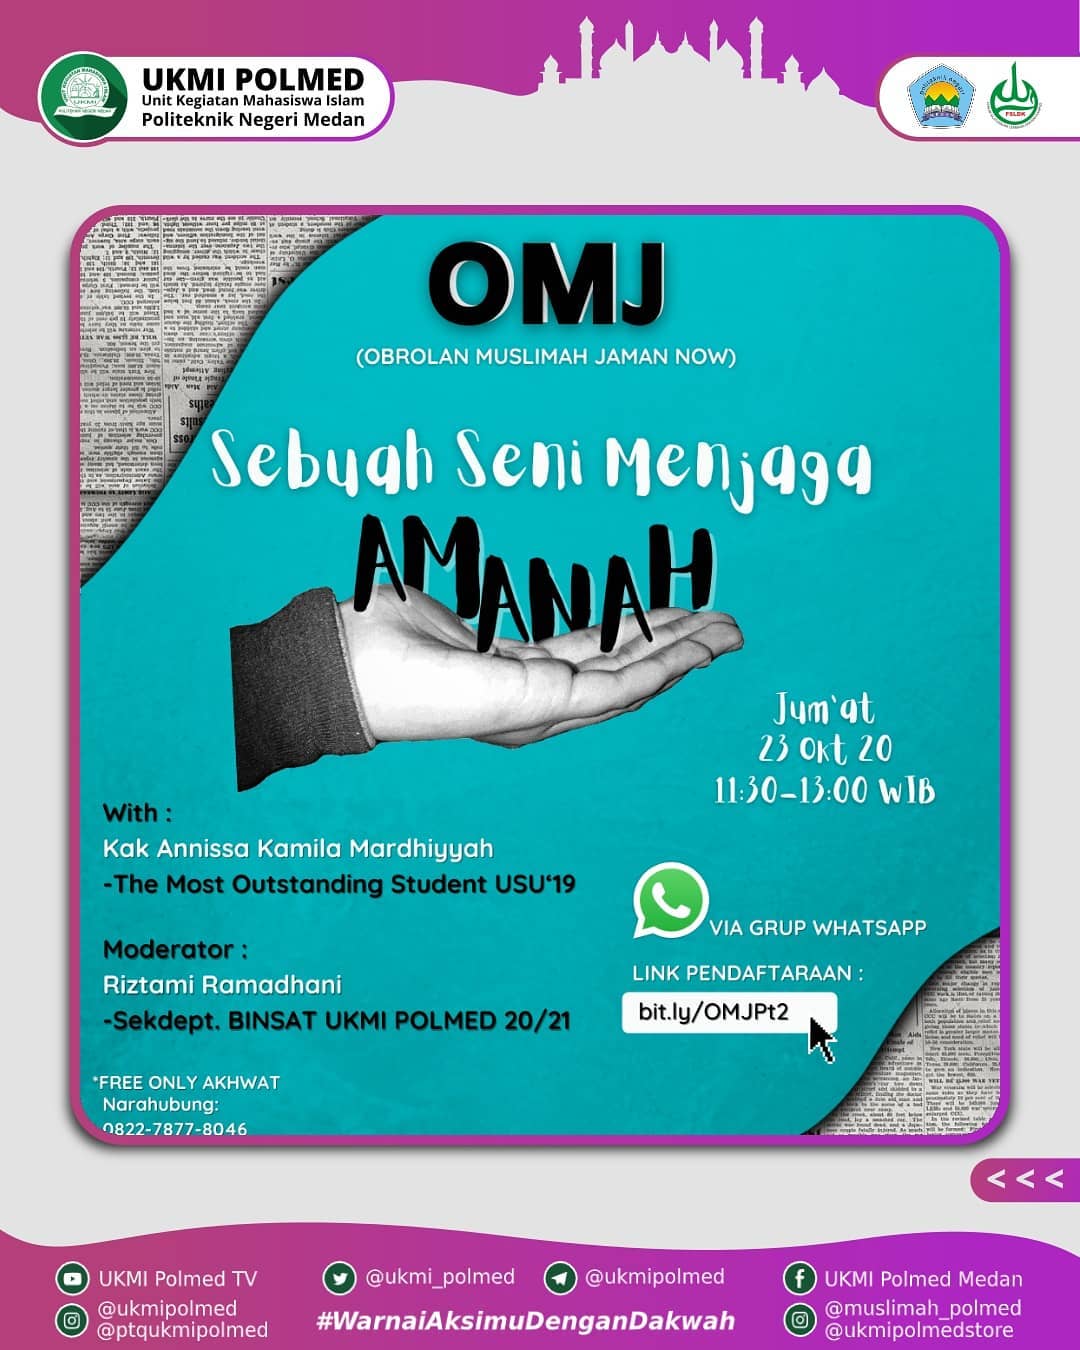 UKMI POLMED
Unit Kegiatan Mahasiswa Islam
Politeknik Negeri Medan
UKMI
FSLDK
OMJ
(OBROLAN MUSLIMAH JAMAN NOW)
Sebuah Seni Menjaga
AMANAH
Jum'at
23 Okt 20
11:30-13:00 WIB
With :
Kak Annissa Kamila Mardhiyyah
-The Most Outstanding Student USU'19
Moderator :
Riztami Ramadhani
-Sekdept. BINSAT UKMI POLMED 20/21
VIA GRUP WHATSAPP
LINK PENDAFTARAAN :
bit.ly/OMJPt2
*FREE ONLY AKHWAT
Narahubung:
0822-7877-8046
<<<
UKMI Polmed TV
@ukmi_polmed
@ukmipolmed
UKMI Polmed Medan
@ukmipolmed
@ptqukmipolmed
#WarnaiAksimuDenganDakwah
@muslimah_polmed
@ukmipolmedstore